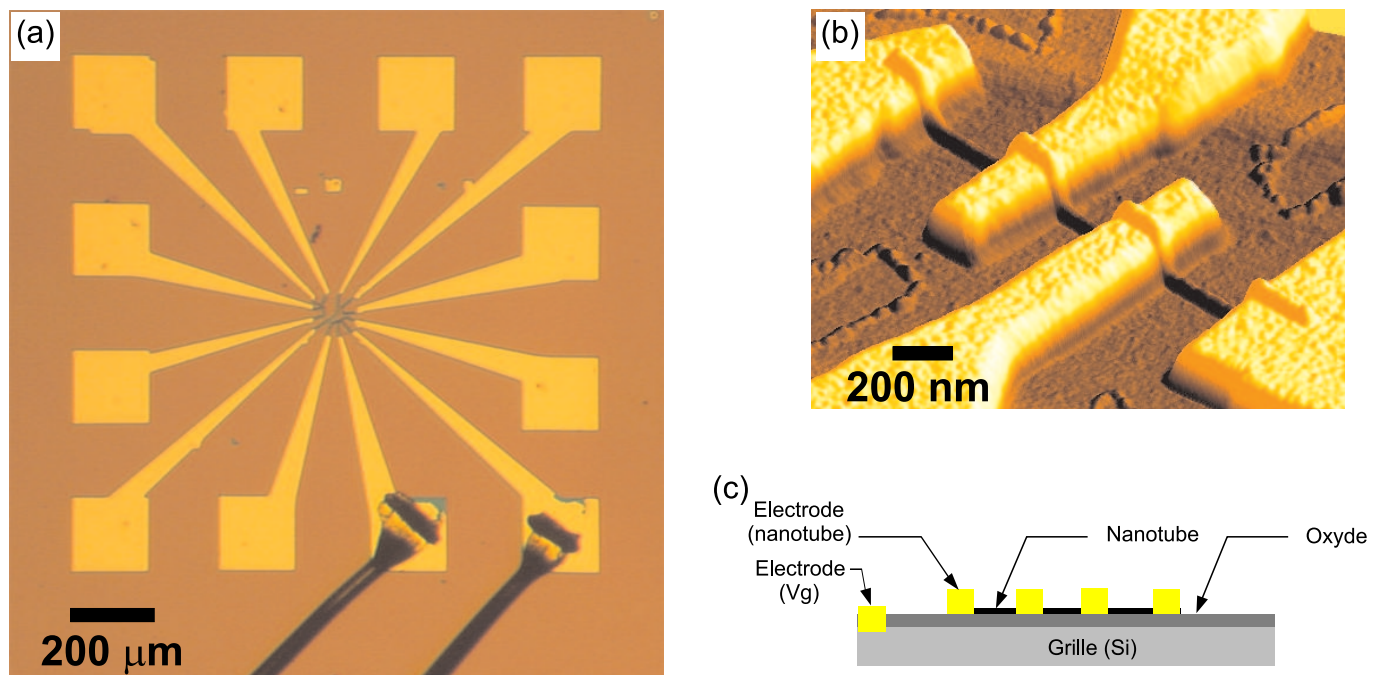 (a)
200 μm
(b)
200 nm
(c)
Electrode
(nanotube)
Nanotube
Oxyde
Electrode
(Vg)
Grille (Si)